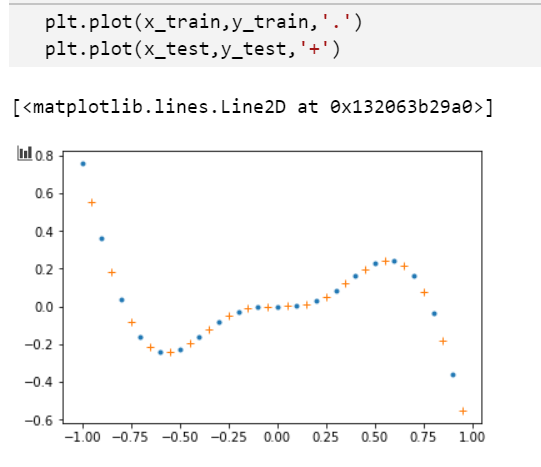 plt.plot(x_train,y_train,'.')
plt.plot(x_test,y_test,'+')
[<matplotlib.lines.Line2D at 0x132063b29a0>]
0.8
0.6
0.4
0.2
0.0
−0.2
−0.4
−0.6
−1.00 −0.75 −0.50 −0.25 0.00 0.25 0.50 0.75 1.00